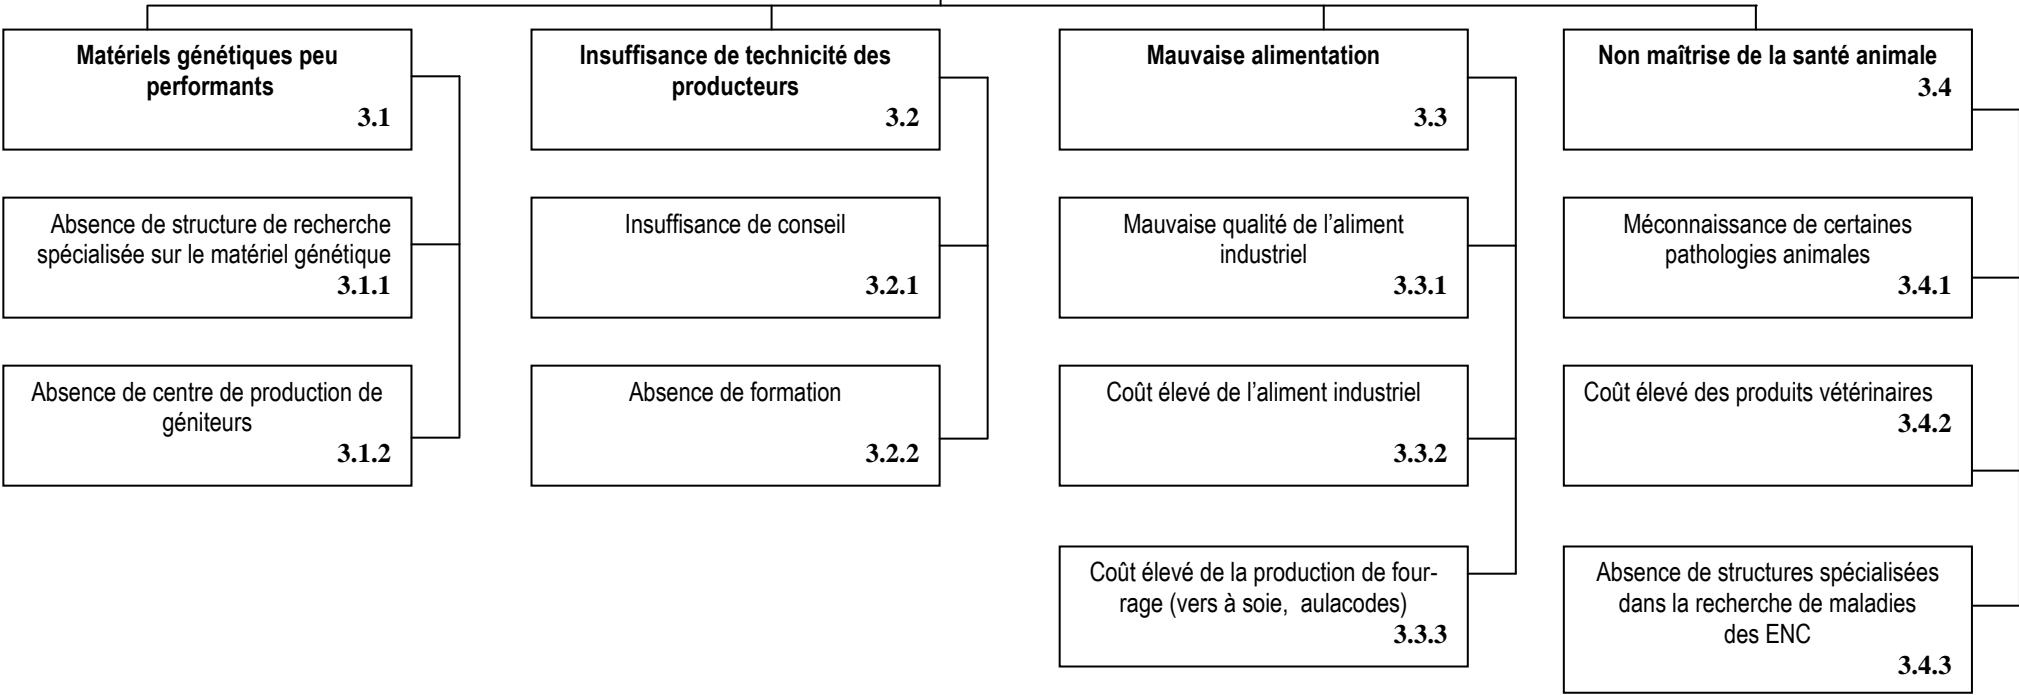 Matériels génétiques peu
performants
3.1
Insuffisance de technicité des
producteurs
3.2
Mauvaise alimentation
3.3
Non maîtrise de la santé animale
3.4
Absence de structure de recherche
spécialisée sur le matériel génétique
3.1.1
Insuffisance de conseil
3.2.1
Mauvaise qualité de l’aliment
industriel
3.3.1
Méconnaissance de certaines
pathologies animales
3.4.1
Absence de centre de production de
géniteurs
3.1.2
Absence de formation
3.2.2
Coût élevé de l’aliment industriel
3.3.2
Coût élevé des produits vétérinaires
3.4.2
Coût élevé de la production de four-
rage (vers à soie, aulacodes)
3.3.3
Absence de structures spécialisées
dans la recherche de maladies
des ENC
3.4.3